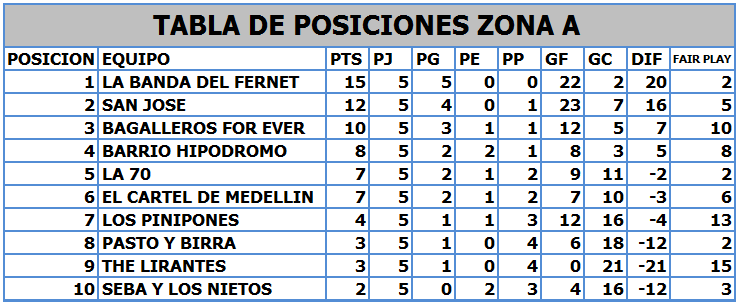 TABLA DE POSICIONES ZONA A
POSICION EQUIPO PTS PJ PG PE PP GF GC DIF FAIR PLAY
1 LA BANDA DEL FERNET 15 5 5 0 0 22 2 20 2
2 SAN JOSE 12 5 4 0 1 23 7 16 5
3 BAGALLEROS FOR EVER 10 5 3 1 1 12 5 7 10
4 BARRIO HIPODROMO 8 5 2 2 1 8 3 5 8
5 LA 70 7 5 2 1 2 9 11 -2 2
6 EL CARTEL DE MEDELLIN 7 5 2 1 2 7 10 -3 6
7 LOS PINIPONES 4 5 1 1 3 12 16 -4 13
8 PASTO Y BIRRA 3 5 1 0 4 6 18 -12 2
9 THE LIRANTES 3 5 1 0 4 0 21 -21 15
10 SEBA Y LOS NIETOS 2 5 0 2 3 4 16 -12 3